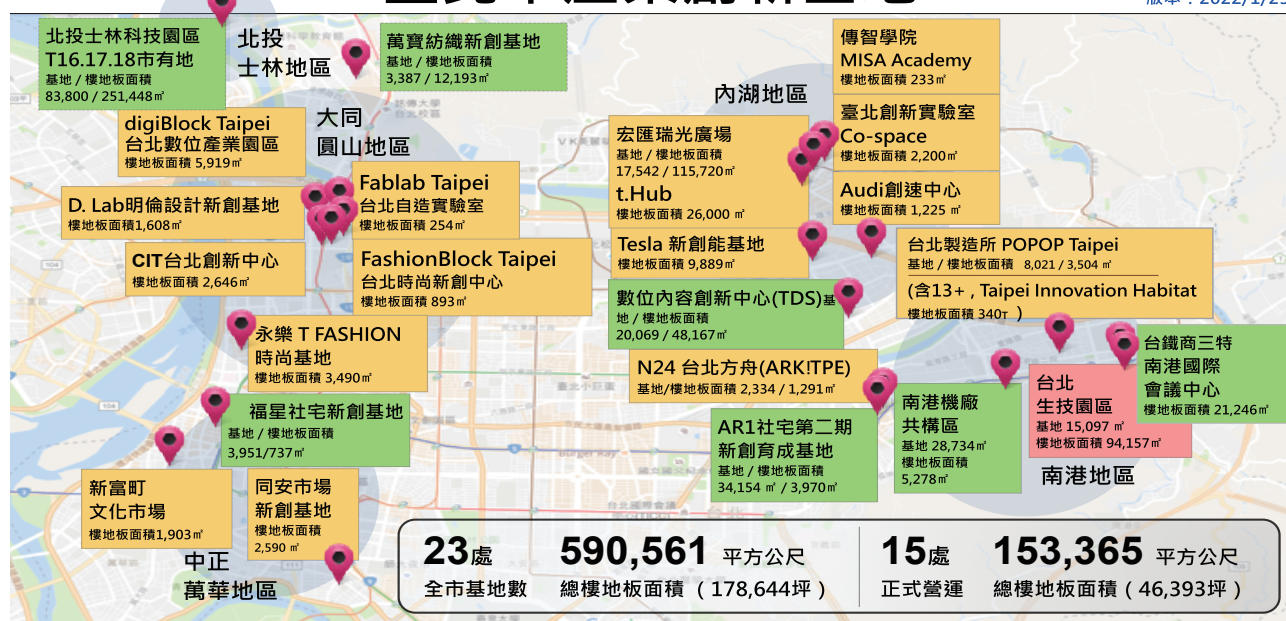 北投士林科技園區
T16.17.18市有地
基地 / 樓地板面積
83,800 / 251,448㎡
北投
士林地區
萬寶紡織新創基地
基地 / 樓地板面積
3,387 / 12,193㎡
digiBlock Taipei
台北數位產業園區
樓地板面積 5,919㎡
大同
圓山地區
D. Lab明倫設計新創基地
樓地板面積1,608㎡
Fablab Taipei
台北自造實驗室
樓地板面積 254㎡
CIT台北創新中心
樓地板面積 2,646㎡
FashionBlock Taipei
台北時尚新創中心
樓地板面積 893㎡
永樂 T FASHION
時尚基地
樓地板面積 3,490㎡
福星社宅新創基地
基地 / 樓地板面積
3,951/737㎡
新富町
文化市場
樓地板面積1,903㎡
同安市場
新創基地
樓地板面積
2,590 ㎡
中正
萬華地區
內湖地區
傳智學院
MISA Academy
樓地板面積 233㎡
臺北創新實驗室
Co-space
樓地板面積 2,200㎡
Audi創速中心
樓地板面積 1,225 ㎡
宏匯瑞光廣場
基地 / 樓地板面積
17,542 / 115,720㎡
t.Hub
樓地板面積 26,000 ㎡
Tesla 新創能基地
樓地板面積 9,889㎡
數位內容創新中心(TDS)基
地 / 樓地板面積
20,069 / 48,167㎡
台北製造所 POPOP Taipei
基地 / 樓地板面積 8,021 / 3,504 ㎡
(含13+ , Taipei Innovation Habitat
樓地板面積 340㎡ )
N24 台北方舟(ARK!TPE)
基地/樓地板面積 2,334 / 1,291㎡
AR1社宅第二期
新創育成基地
基地 / 樓地板面積
34,154 ㎡ / 3,970㎡
南港機廠
共構區
基地 28,734㎡
樓地板面積
5,278㎡
台北
生技園區
基地 15,097 ㎡
樓地板面積 94,157㎡
台鐵商三特
南港國際
會議中心
樓地板面積 21,246㎡
南港地區
23處 590,561 平方公尺
全市基地數 總樓地板面積 ( 178,644坪 )
15處 153,365 平方公尺
正式營運 總樓地板面積 ( 46,393坪 )